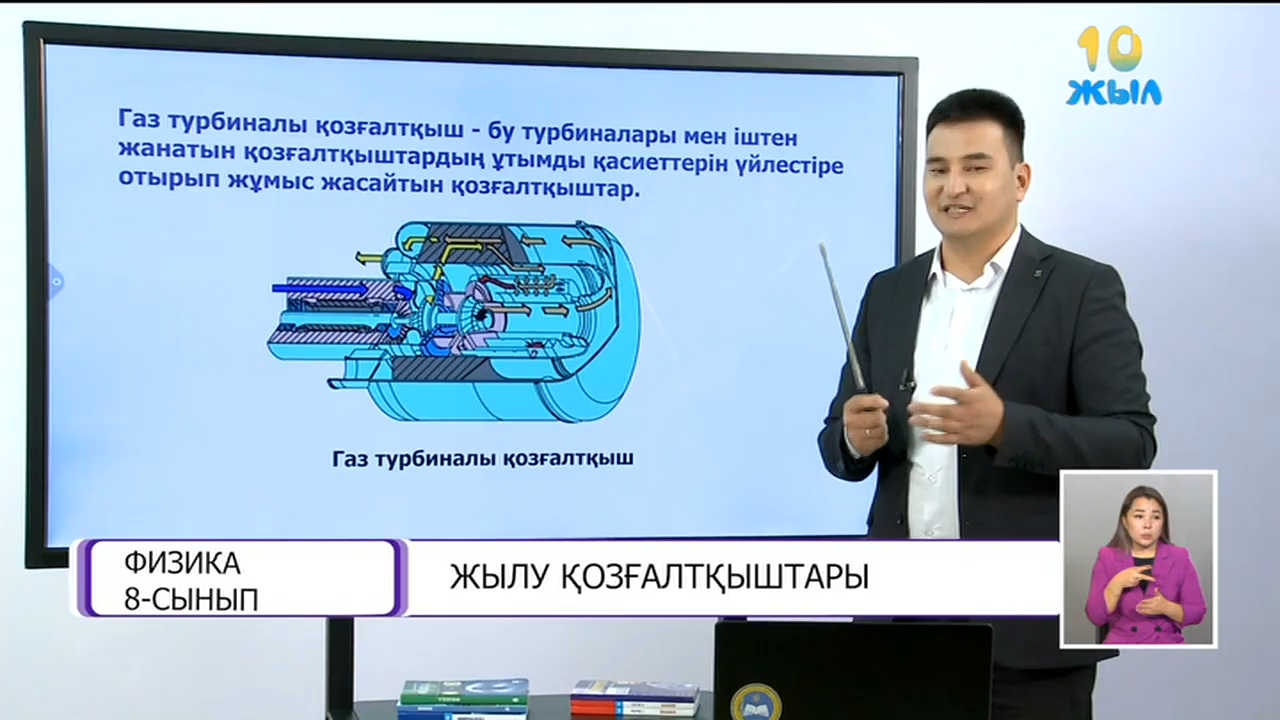 10
ЖЫЛ
Газ турбиналы қозғалтқыш - бу турбиналары мен іштен
жанатын қозғалтқыштардың ұтымды қасиеттерін үйлестіре
отырып жұмыс жасайтын қозғалтқыштар.
Газ турбиналы қозғалтқыш
ФИЗИКА
8-СЫНЫП
ЖЫЛУ ҚОЗҒАЛТҚЫШТАРЫ